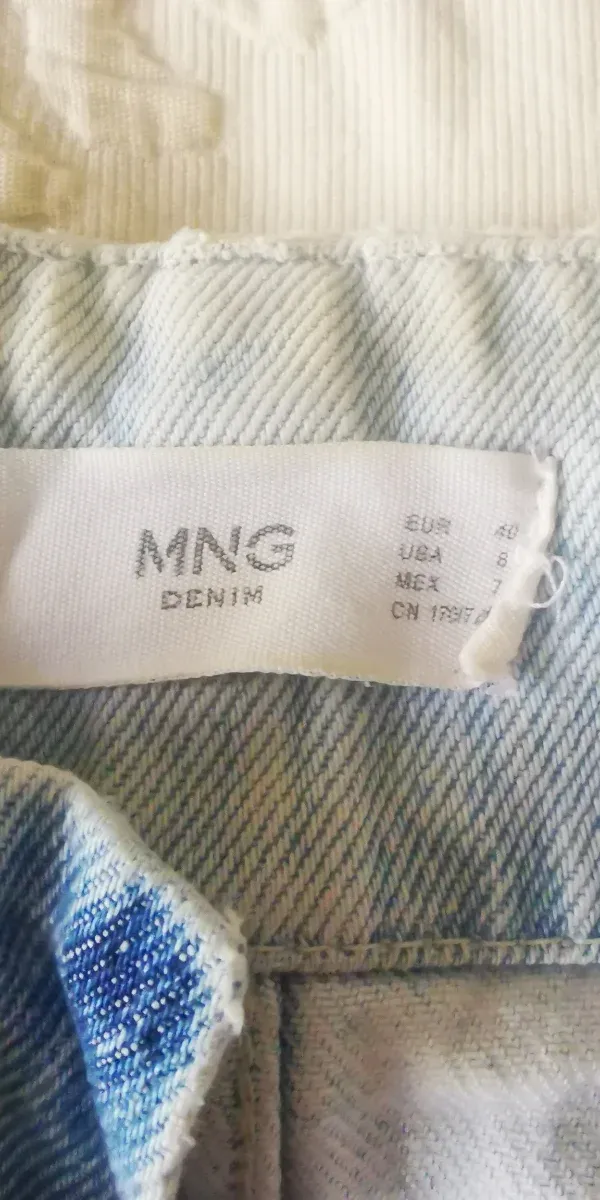 MNG
DENIM
EUR 40
USA 8
MEX 7
CN